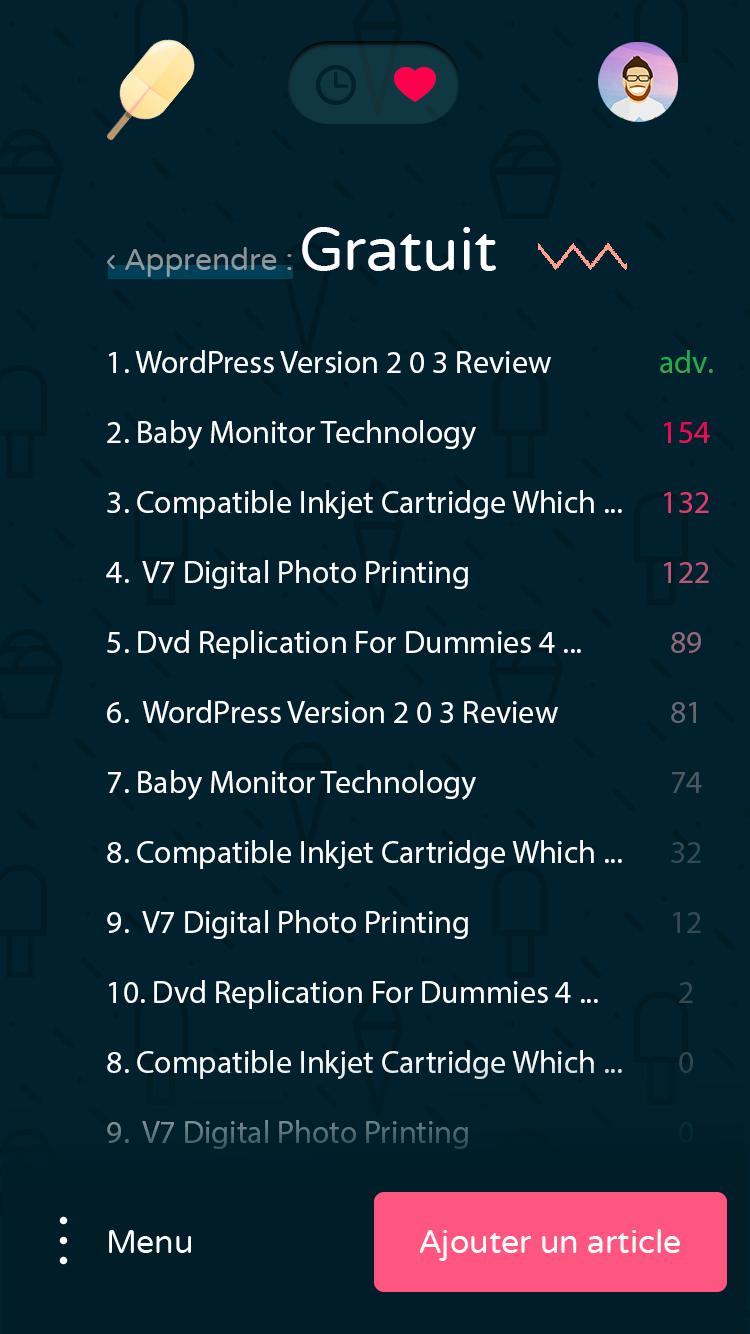 ‹ Apprendre : Gratuit
1. WordPress Version 2 0 3 Review adv.
2. Baby Monitor Technology 154
3. Compatible Inkjet Cartridge Which ... 132
4. V7 Digital Photo Printing 122
5. Dvd Replication For Dummies 4 ... 89
6. WordPress Version 2 0 3 Review 81
7. Baby Monitor Technology 74
8. Compatible Inkjet Cartridge Which ... 32
9. V7 Digital Photo Printing 12
10. Dvd Replication For Dummies 4 ... 2
8. Compatible Inkjet Cartridge Which ... 0
9. V7 Digital Photo Printing 0
Menu Ajouter un article